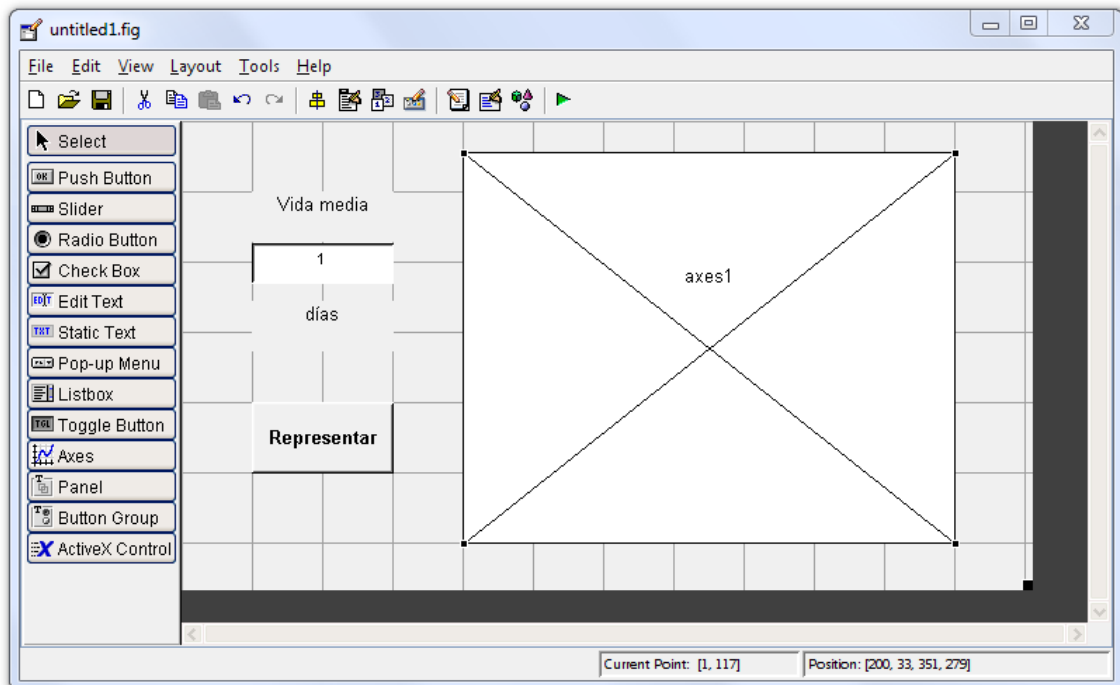 untitled1.fig
File Edit View Layout Tools Help
Select
Push Button
Slider
Radio Button
Check Box
Edit Text
Static Text
Pop-up Menu
Listbox
Toggle Button
Axes
Panel
Button Group
ActiveX Control
Vida media
1
días
Representar
axes1
Current Point: [1, 117] Position: [200, 33, 351, 279]